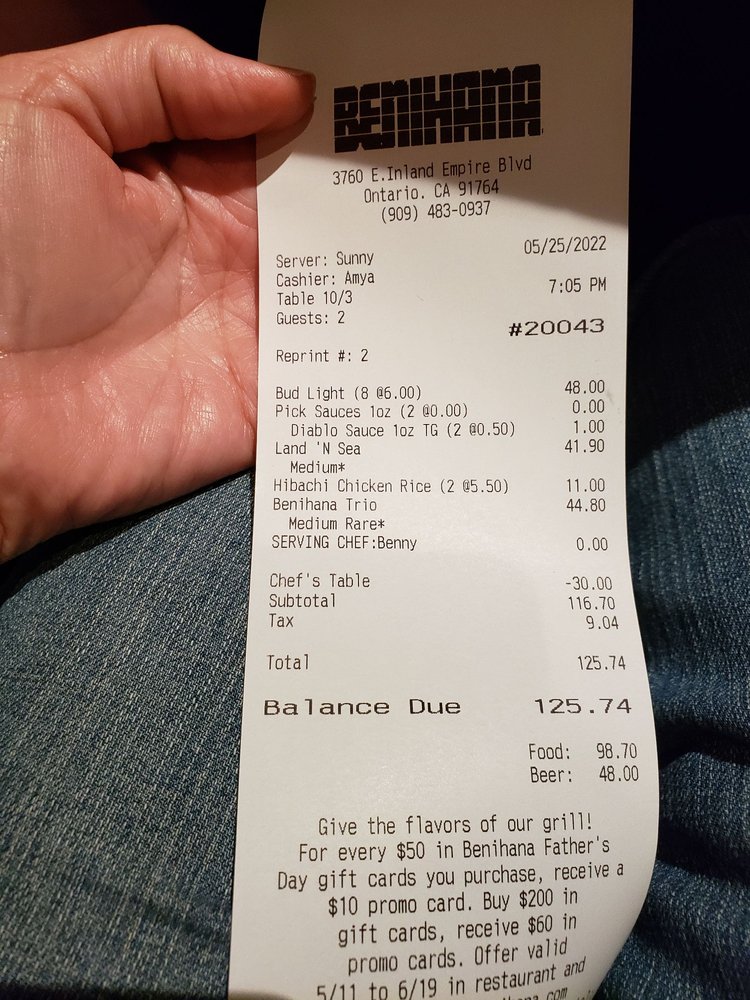 BENIHANA
3760 E.Inland Empire Blvd
Ontario. CA 91764
(909) 483-0937
Server: Sunny 05/25/2022
Cashier: Amya 7:05 PM
Table 10/3
Guests: 2 #20043
Reprint #: 2
Bud Light (8 @6.00) 48.00
Pick Sauces 1oz (2 @0.00) 0.00
Diablo Sauce 1oz TG (2 @0.50) 1.00
Land 'N Sea 41.90
Medium*
Hibachi Chicken Rice (2 @5.50) 11.00
Benihana Trio 44.80
Medium Rare*
SERVING CHEF:Benny 0.00
Chef's Table -30.00
Subtotal 116.70
Tax 9.04
Total 125.74
Balance Due 125.74
Food: 98.70
Beer: 48.00
Give the flavors of our grill!
For every $50 in Benihana Father's
Day gift cards you purchase, receive a
$10 promo card. Buy $200 in
gift cards, receive $60 in
promo cards. Offer valid
5/11 to 6/19 in restaurant and